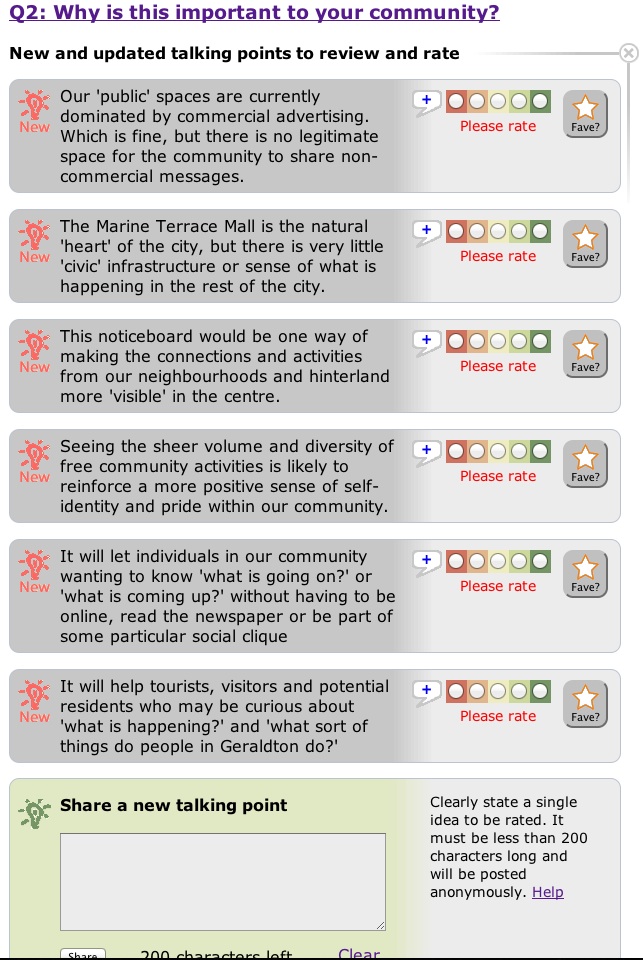 Q2: Why is this important to your community?
New and updated talking points to review and rate
Our 'public' spaces are currently
dominated by commercial advertising.
Which is fine, but there is no legitimate
space for the community to share non-
commercial messages.
New
+
Please rate
Fave?
The Marine Terrace Mall is the natural
'heart' of the city, but there is very little
'civic' infrastructure or sense of what is
happening in the rest of the city.
New
+
Please rate
Fave?
This noticeboard would be one way of
making the connections and activities
from our neighbourhoods and hinterland
more 'visible' in the centre.
New
+
Please rate
Fave?
Seeing the sheer volume and diversity of
free community activities is likely to
reinforce a more positive sense of self-
identity and pride within our community.
New
+
Please rate
Fave?
It will let individuals in our community
wanting to know 'what is going on?' or
'what is coming up?' without having to be
online, read the newspaper or be part of
some particular social clique
New
+
Please rate
Fave?
It will help tourists, visitors and potential
residents who may be curious about
'what is happening?' and 'what sort of
things do people in Geraldton do?'
New
+
Please rate
Fave?
Share a new talking point
Clearly state a single
idea to be rated. It
must be less than 200
characters long and
will be posted
anonymously. Help
Share 200 characters left Clear